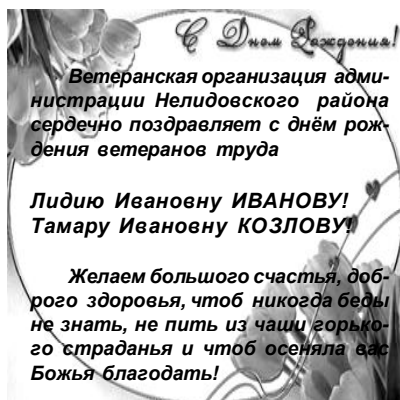 С Днем Рождения!
Ветеранская организация адми-
нистрации Нелидовского района
сердечно поздравляет с днём рож-
дения ветеранов труда
Лидию Ивановну ИВАНОВУ!
Тамару Ивановну КОЗЛОВУ!
Желаем большого счастья, доб-
рого здоровья, чтоб никогда беды
не знать, не пить из чаши горько-
го страданья и чтоб осеняла вас
Божья благодать!